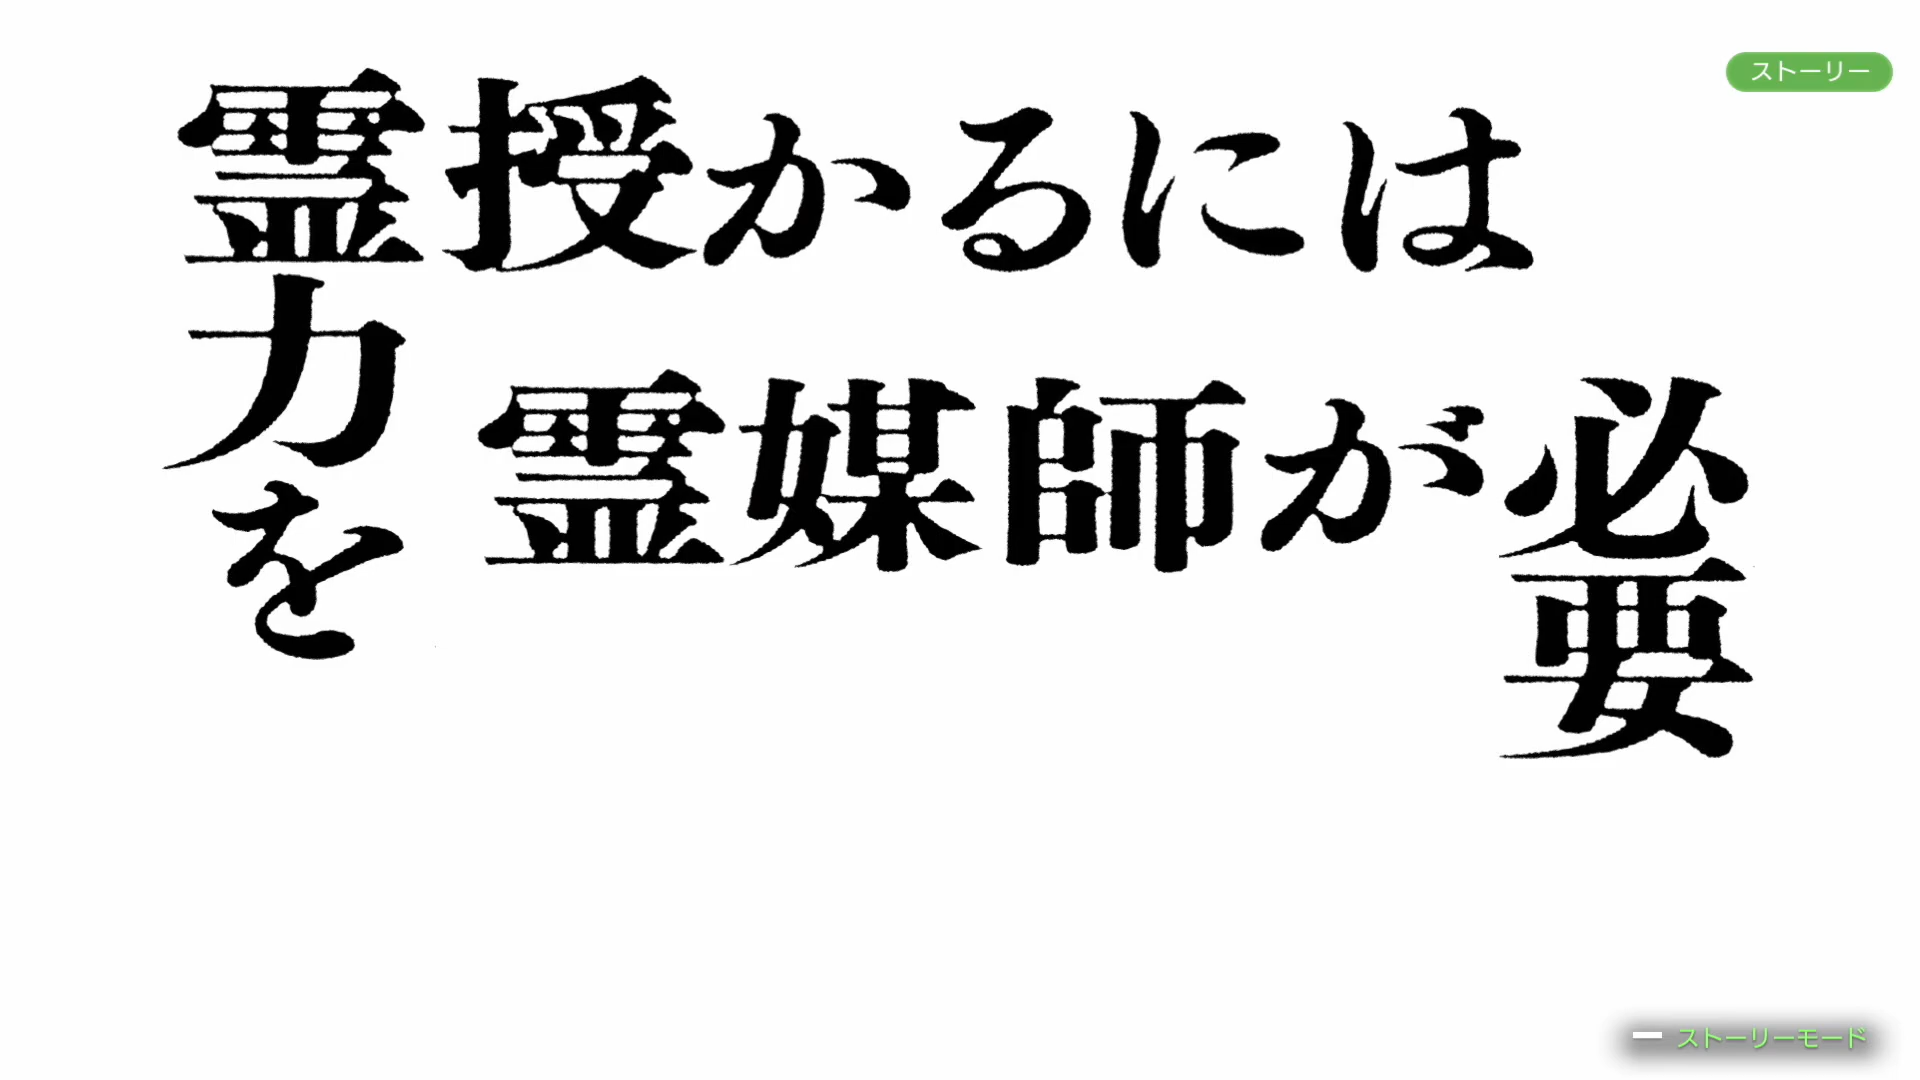 ストーリー
霊力を
授かるには
霊媒師が
必要
ストーリーモード